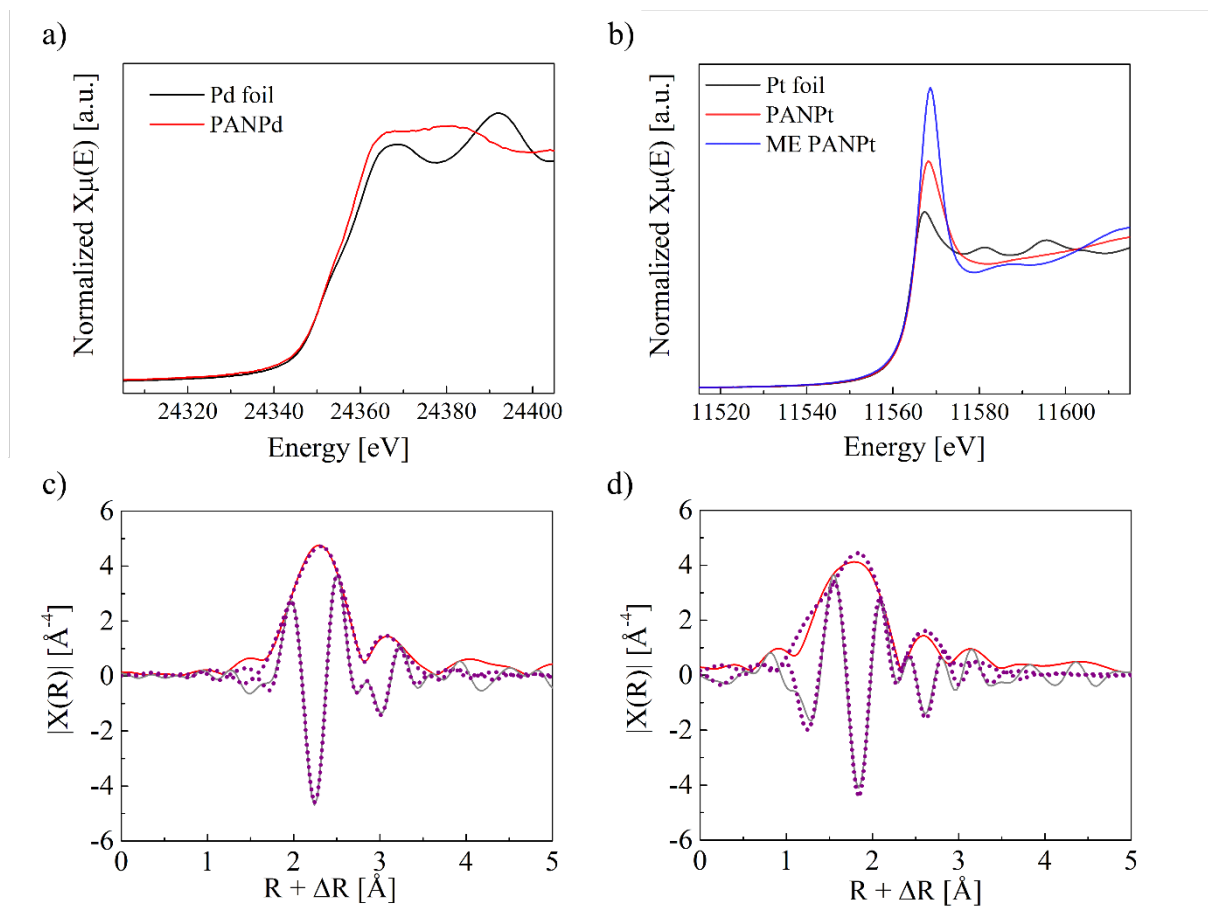 a)
Pd foil
PANPd
Normalized Xμ(E) [a.u.]
24320 24340 24360 24380 24400
Energy [eV]
b)
Pt foil
PANPt
ME PANPt
Normalized Xμ(E) [a.u.]
11520 11540 11560 11580 11600
Energy [eV]
c)
6
4
2
0
-2
-4
-6
|X(R)| [Å⁻⁴]
0 1 2 3 4 5
R + ΔR [Å]
d)
6
4
2
0
-2
-4
-6
|X(R)| [Å⁻⁴]
0 1 2 3 4 5
R + ΔR [Å]